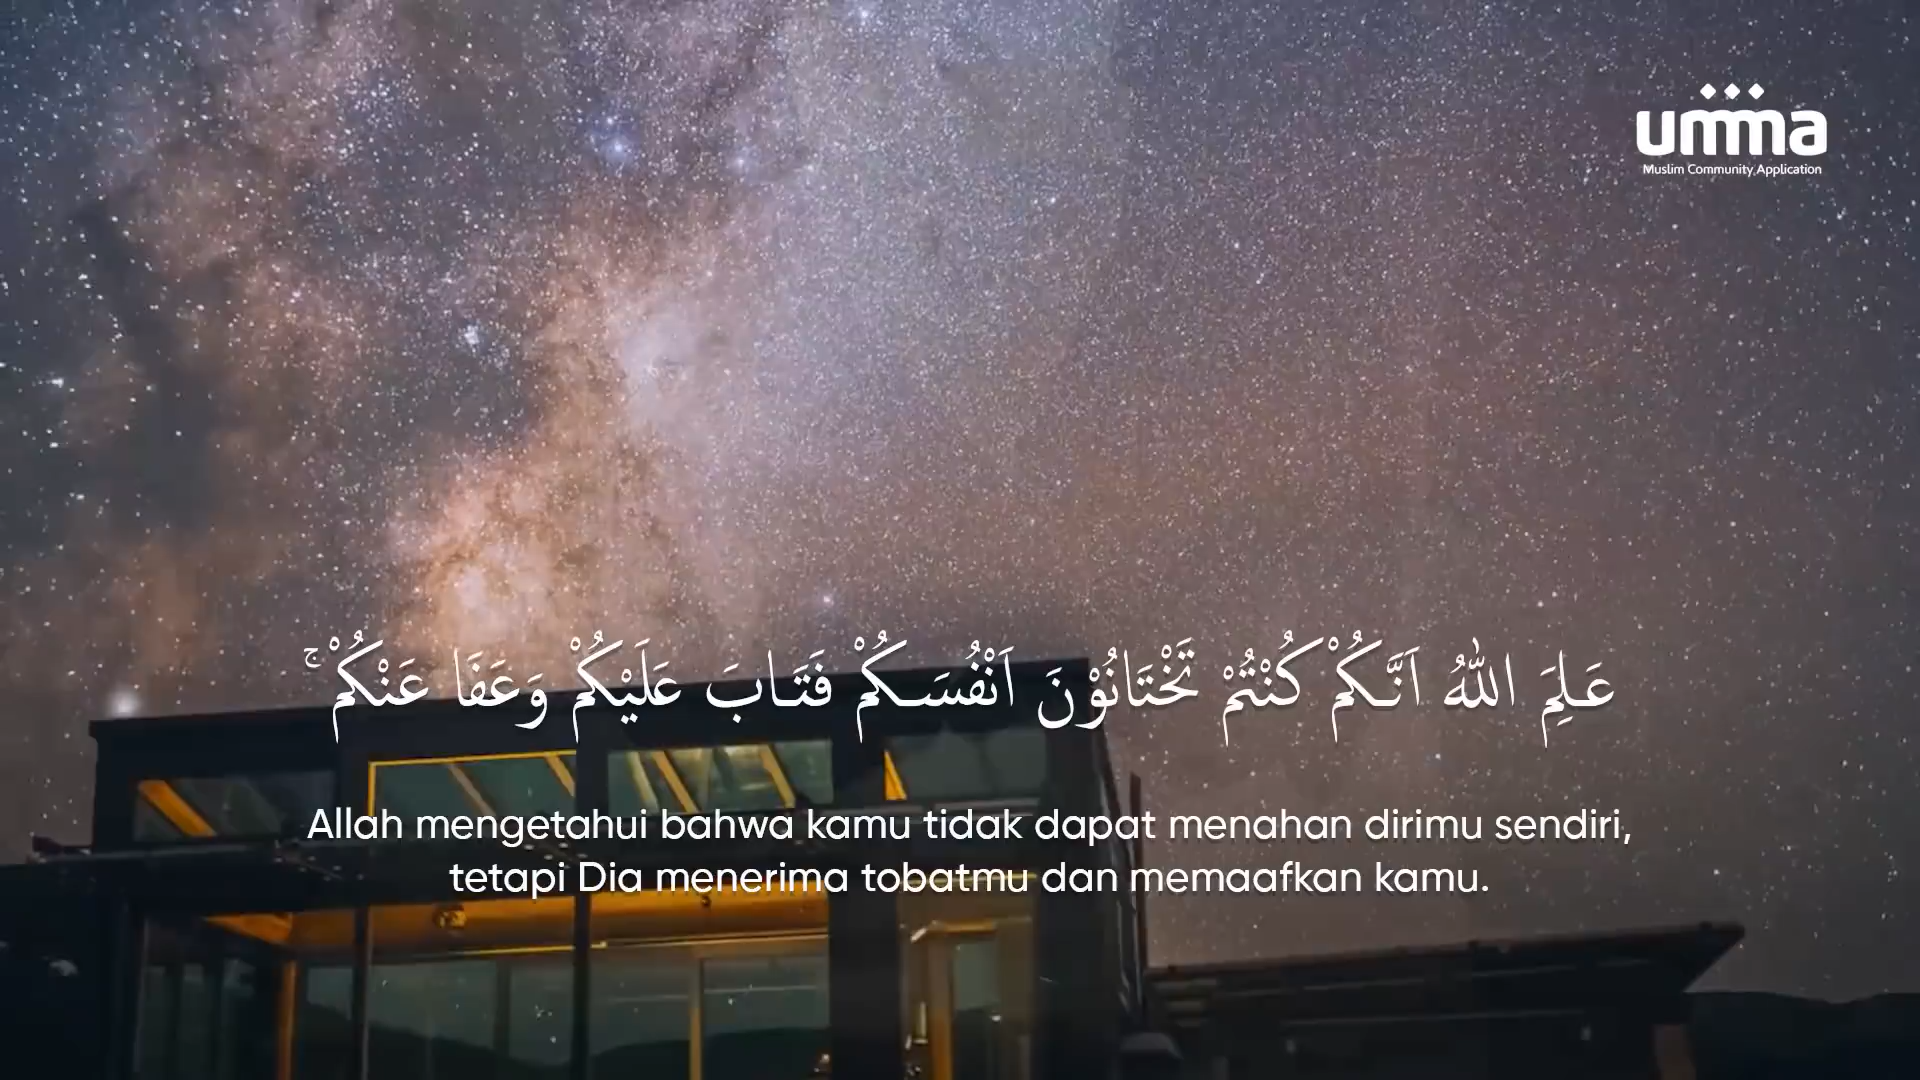 umma
Muslim Community Application
عَلِمَ اللّٰهُ اَنَّكُمْ كُنْتُمْ تَخْتَانُوْنَ اَنْفُسَكُمْ فَتَابَ عَلَيْكُمْ وَعَفَا عَنْكُمْ ۚ
Allah mengetahui bahwa kamu tidak dapat menahan dirimu sendiri,
tetapi Dia menerima tobatmu dan memaafkan kamu.